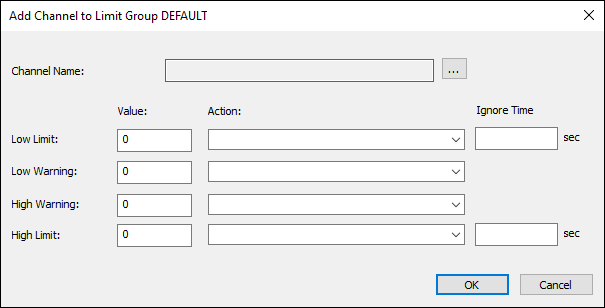 Add Channel to Limit Group DEFAULT
Channel Name:
...
Value: Action: Ignore Time
Low Limit: 0 sec
Low Warning: 0
High Warning: 0
High Limit: 0 sec
OK Cancel